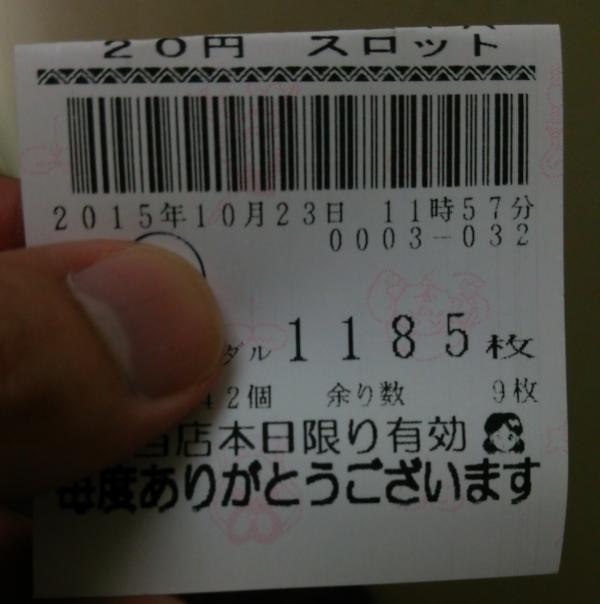 20円 スロット
2015年10月23日 11時57分
0003-032
ダル 1185枚
42個 余り数 9枚
当店本日限り有効
毎度ありがとうございます